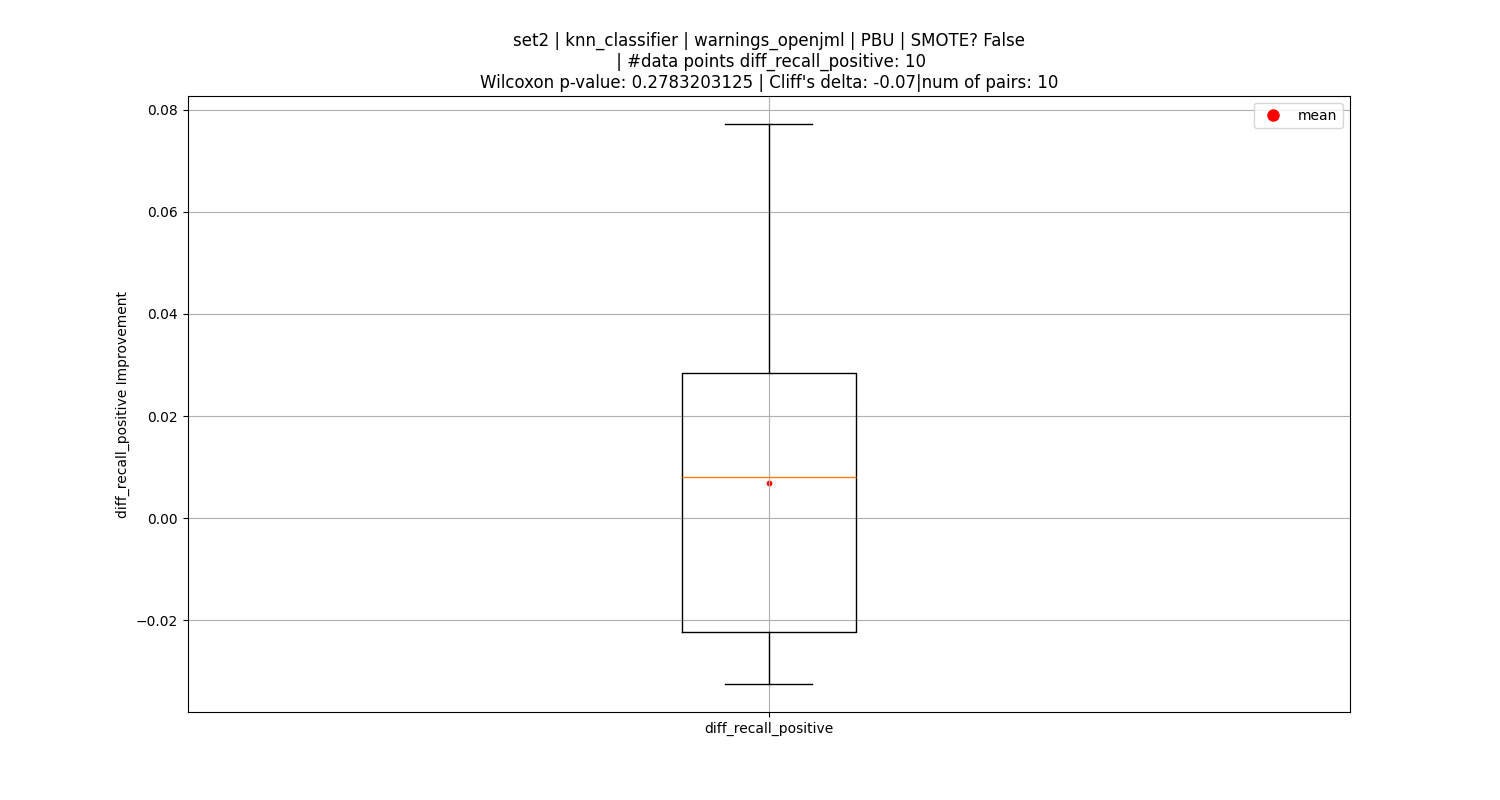 set2 | knn_classifier | warnings_openjml | PBU | SMOTE? False
| #data points diff_recall_positive: 10
Wilcoxon p-value: 0.2783203125 | Cliff's delta: -0.07|num of pairs: 10
mean
0.08
0.06
0.04
0.02
0.00
−0.02
diff_recall_positive Improvement
diff_recall_positive